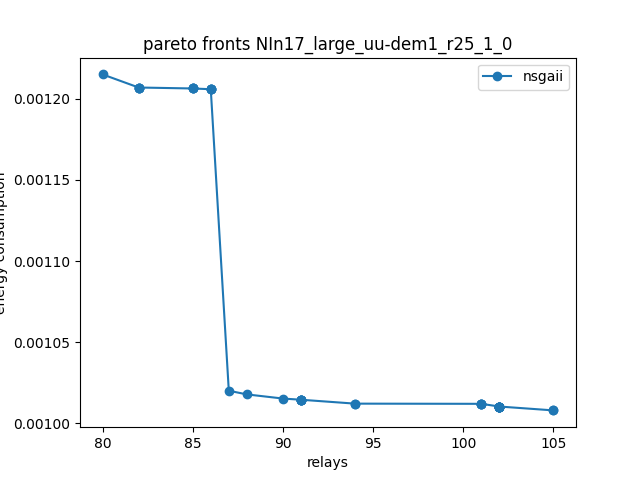 pareto fronts NIn17_large_uu-dem1_r25_1_0
nsgaii
0.00120
0.00115
0.00110
0.00105
0.00100
energy consumption
80 85 90 95 100 105
relays